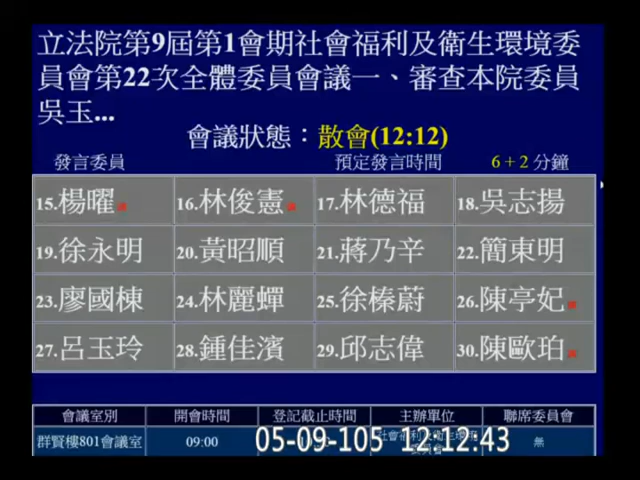 立法院第9屆第1會期社會福利及衛生環境委
員會第22次全體委員會議一、審查本院委員
吳玉...
會議狀態：散會(12:12)
發言委員 預定發言時間 6+2 分鐘
15.楊曜 16.林俊憲 17.林德福 18.吳志揚
19.徐永明 20.黃昭順 21.蔣乃辛 22.簡東明
23.廖國棟 24.林麗蟬 25.徐榛蔚 26.陳亭妃
27.呂玉玲 28.鍾佳濱 29.邱志偉 30.陳歐珀
會議室別 開會時間 登記截止時間 主辦單位 聯席委員會
群賢樓801會議室 09:00 無
05-09-105 12:12:43